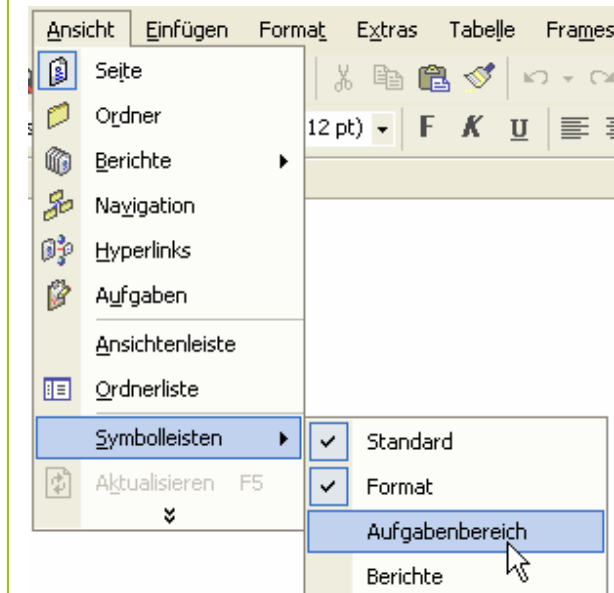 Ansicht Einfügen Format Extras Tabelle Frames
Seite
Ordner
12 pt) F K U
Berichte
Navigation
Hyperlinks
Aufgaben
Ansichtenleiste
Ordnerliste
Symbolleisten
Standard
Aktualisieren F5
Format
Aufgabenbereich
Berichte